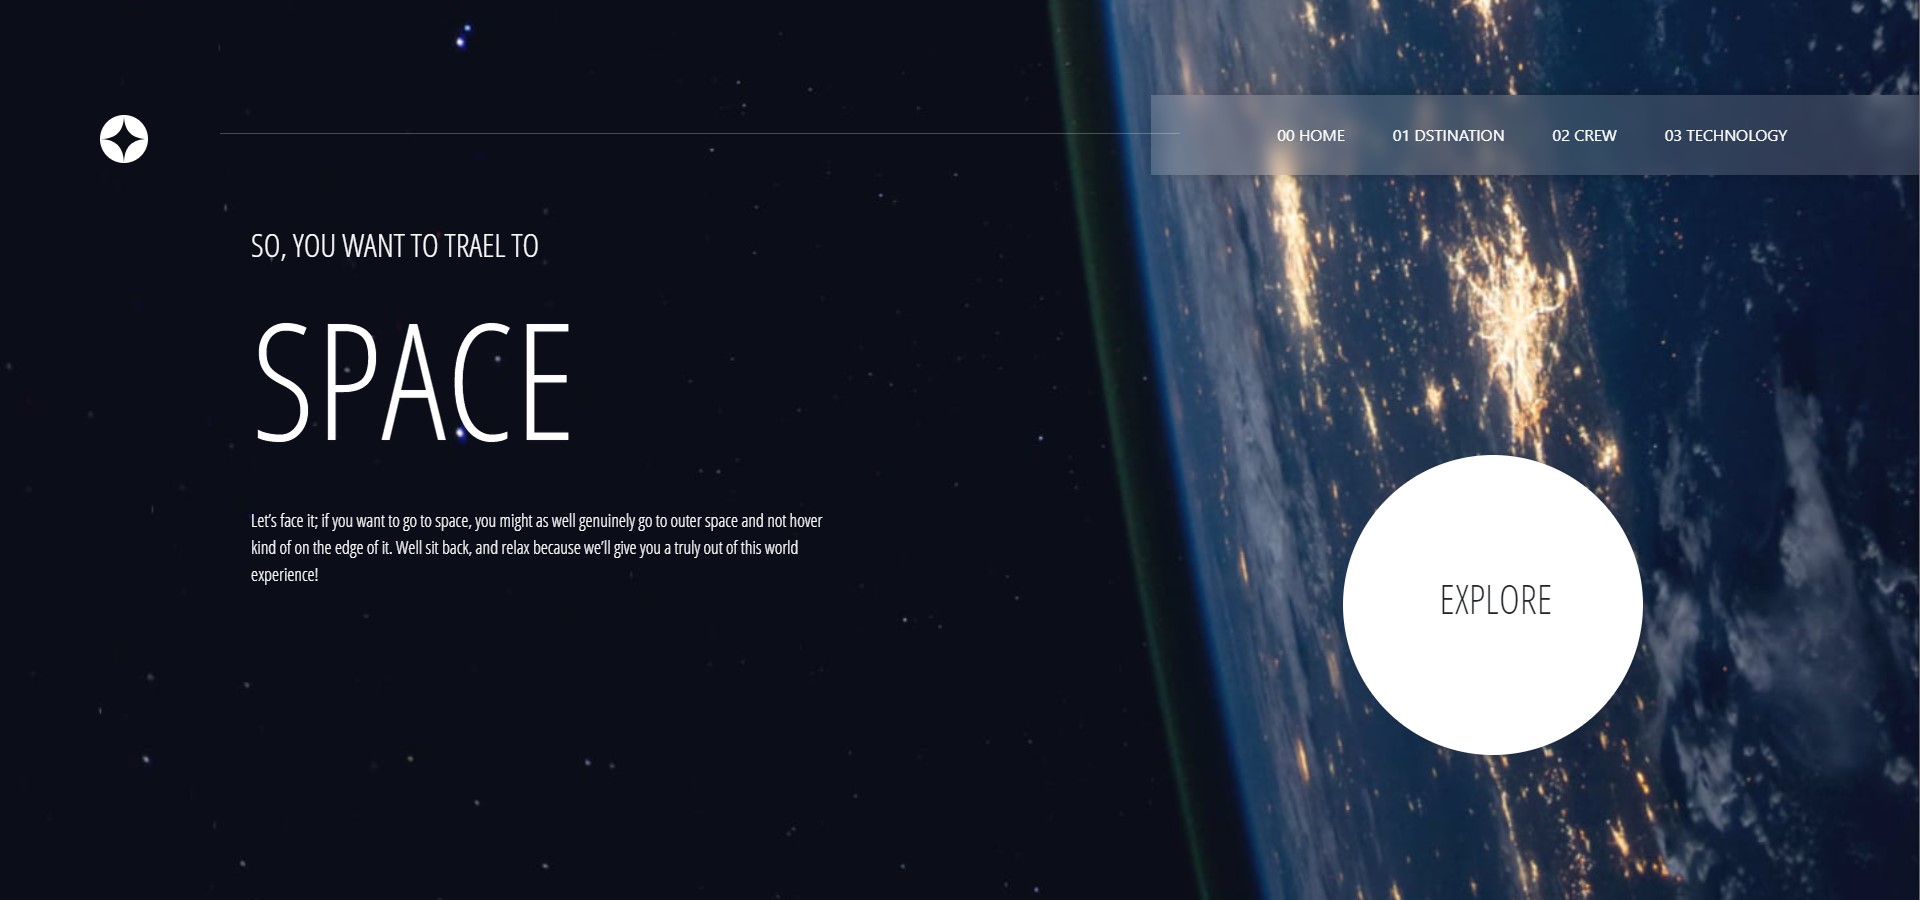 00 HOME 01 DSTINATION 02 CREW 03 TECHNOLOGY
SO, YOU WANT TO TRAEL TO
SPACE
Let’s face it; if you want to go to space, you might as well genuinely go to outer space and not hover
kind of on the edge of it. Well sit back, and relax because we’ll give you a truly out of this world
experience!
EXPLORE